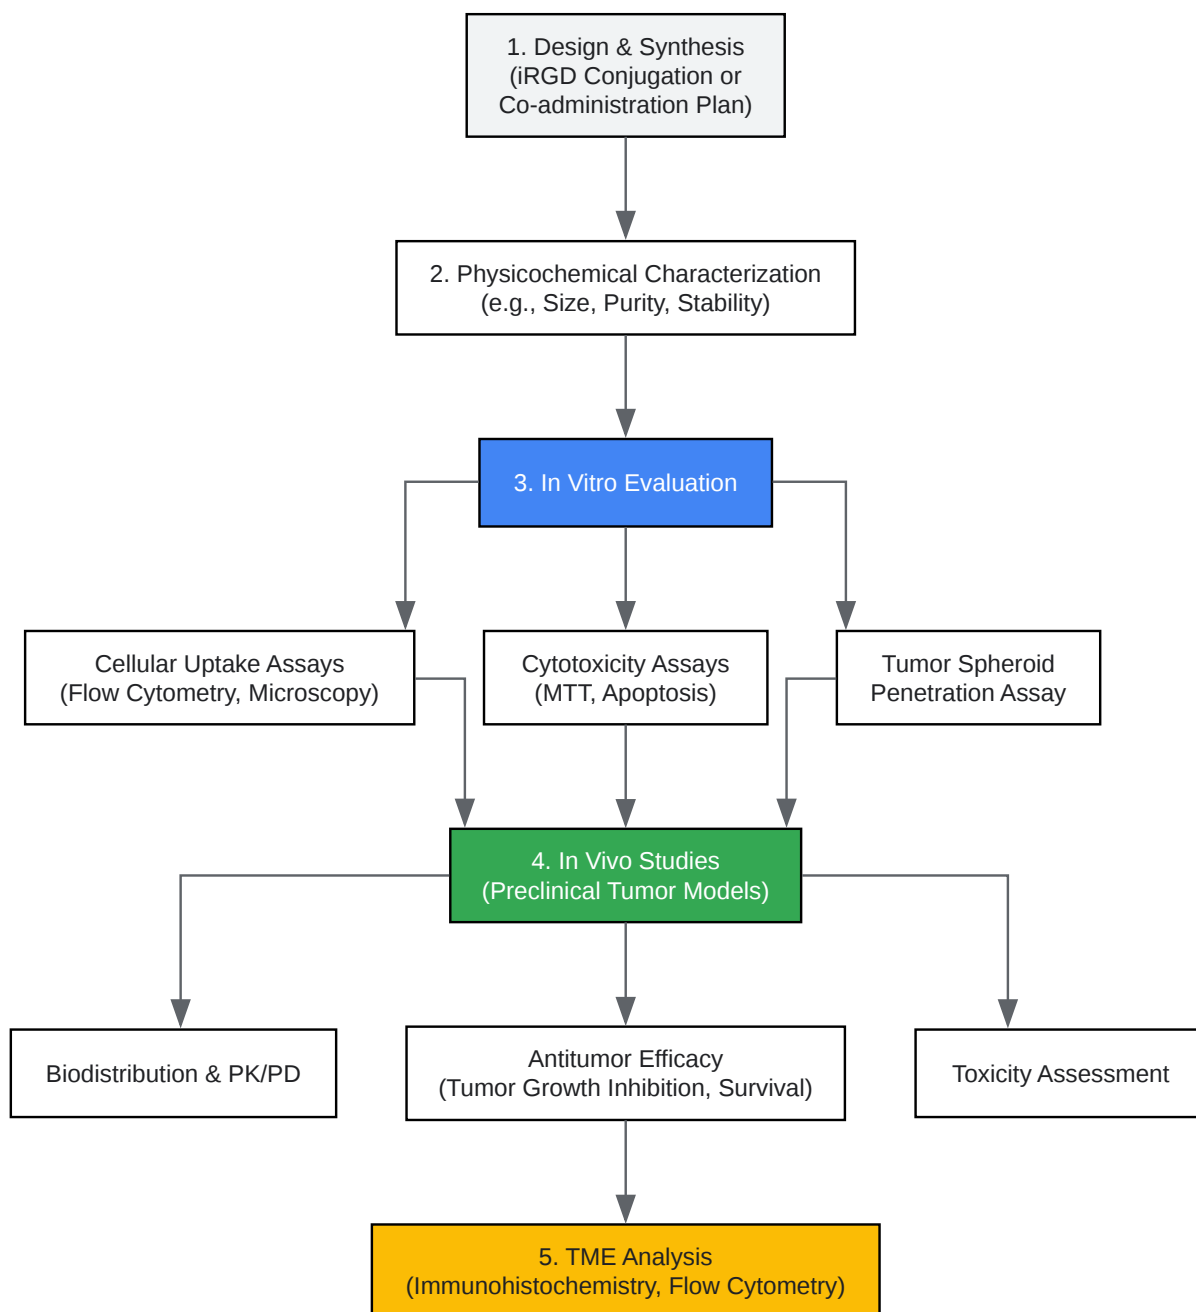 1. Design & Synthesis
(iRGD Conjugation or
Co-administration Plan)
2. Physicochemical Characterization
(e.g., Size, Purity, Stability)
3. In Vitro Evaluation
Cellular Uptake Assays
(Flow Cytometry, Microscopy)
Cytotoxicity Assays
(MTT, Apoptosis)
Tumor Spheroid
Penetration Assay
4. In Vivo Studies
(Preclinical Tumor Models)
Biodistribution & PK/PD
Antitumor Efficacy
(Tumor Growth Inhibition, Survival)
Toxicity Assessment
5. TME Analysis
(Immunohistochemistry, Flow Cytometry)